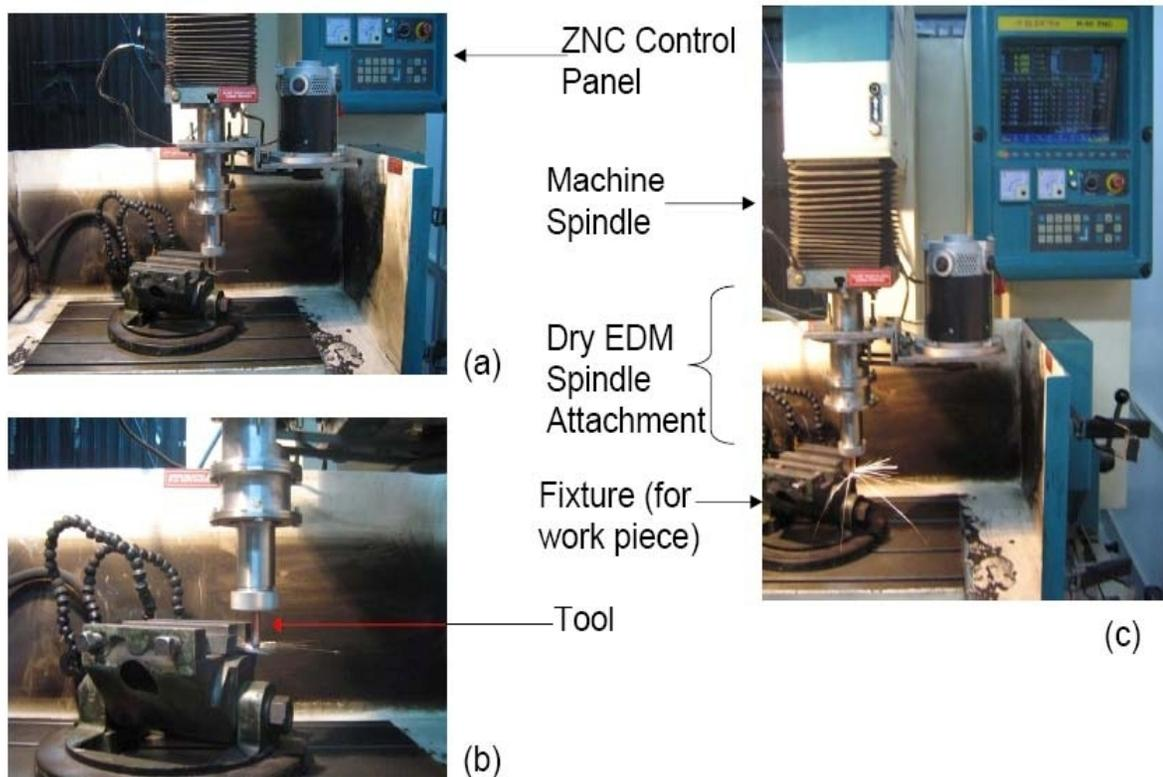 ZNC Control
Panel
Machine
Spindle
Dry EDM
Spindle
Attachment
Fixture (for
work piece)
Tool
(a)
(b)
(c)